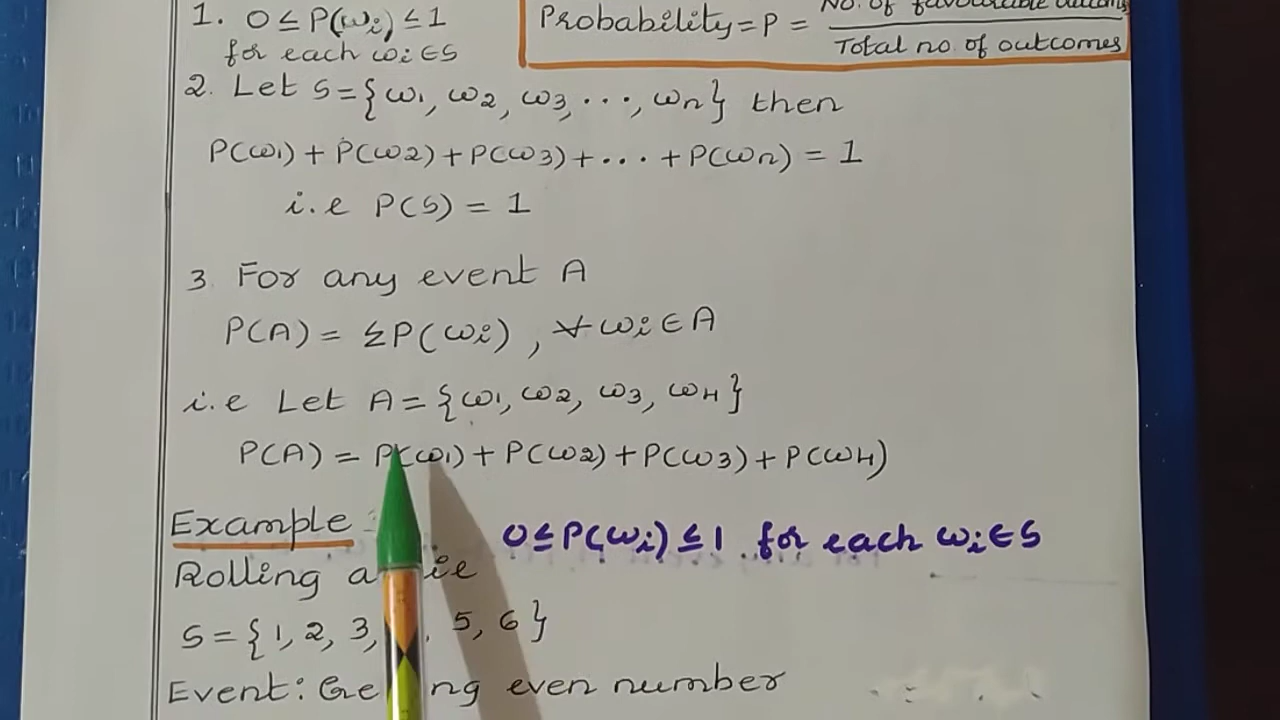 1. 0 ≤ P(ωi) ≤ 1
for each ωi ∈ S
Probability = P = No. of favourable
Total no. of outcomes
2. Let S = {ω1, ω2, ω3, ..., ωn} then
P(ω1) + P(ω2) + P(ω3) + ... + P(ωn) = 1
i.e P(S) = 1
3. For any event A
P(A) = ΣP(ωi), ∀ ωi ∈ A
i.e Let A = {ω1, ω2, ω3, ω4}
P(A) = P(ω1) + P(ω2) + P(ω3) + P(ω4)
Example
0 ≤ P(ωi) ≤ 1 for each ωi ∈ S
Rolling a
S = {1, 2, 3, 5, 6}
Event: even number